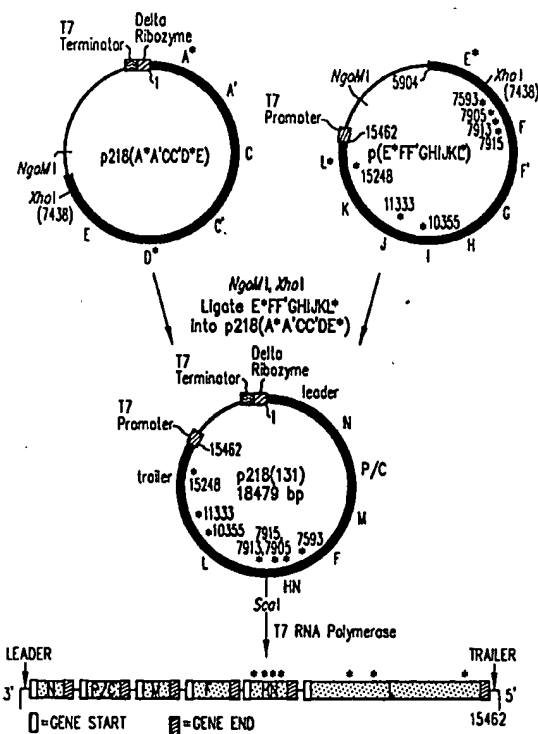 T7 Terminator
Delta Ribozyme
1
A*
A'
C
C'
D*
E
XhoI (7438)
NgoMI
p218(A*A'CC'D*E)
E*
XhoI (7438)
5904
NgoMI
T7 Promoter
15462
7593
7905
7913
7915
F
F'
G
H
I
J
K
L*
15248
11333
10355
p(E*FF'GHIJKL')
NgoMI, XhoI
Ligate E*FF'GHIJKL*
into p218(A*A'CC'DE*)
T7 Terminator
Delta Ribozyme
1
leader
N
P/C
M
F
HN
L
trailer
T7 Promoter
15462
15248
11333
10355
7915,
7913,
7905
7593
p218(131)
18479 bp
ScaI
T7 RNA Polymerase
LEADER
TRAILER
3'
N
P/C
M
F
HN
L
5'
15462
=GENE START
=GENE END